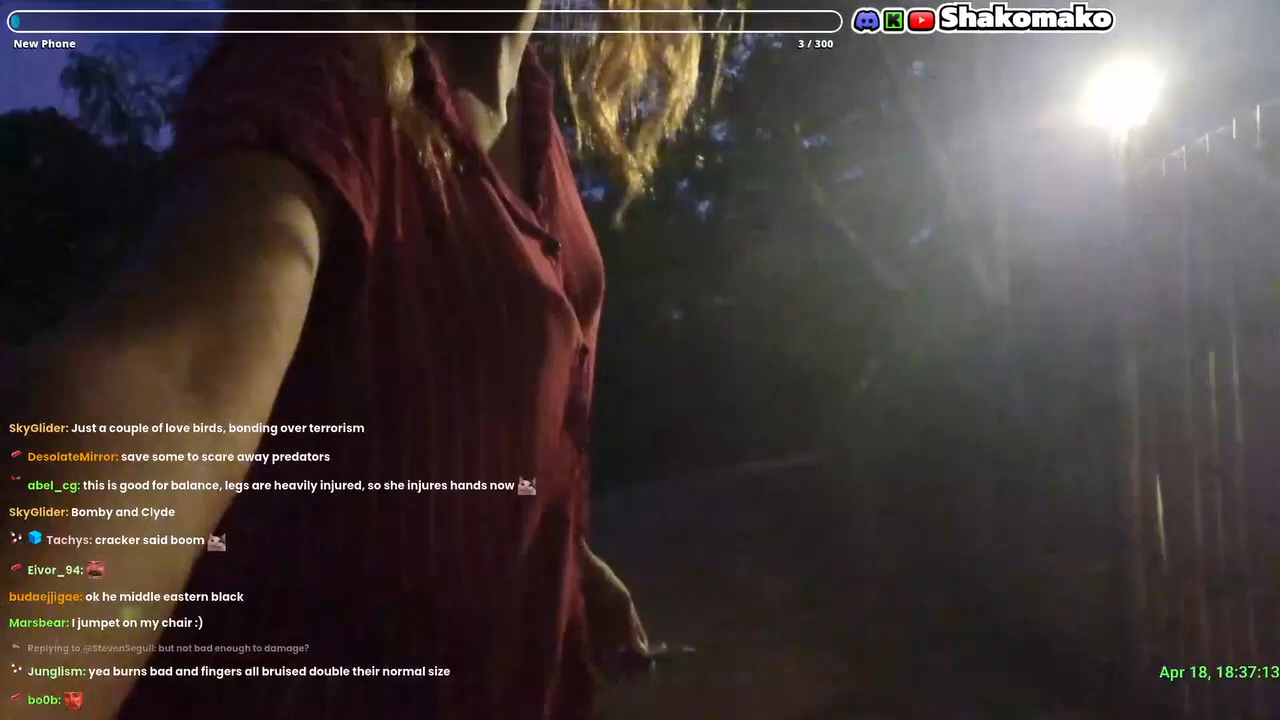 Shakomako
New Phone
3 / 300
SkyGlider: Just a couple of love birds, bonding over terrorism
DesolateMirror: save some to scare away predators
abel_cg: this is good for balance, legs are heavily injured, so she injures hands now
SkyGlider: Bomby and Clyde
Tachys: cracker said boom
Eivor_94:
budaejjigae: ok he middle eastern black
Marsbear: I jumpet on my chair :)
Replying to @StevenSegull: but not bad enough to damage?
Junglism: yea burns bad and fingers all bruised double their normal size
bo0b:
Apr 18, 18:37:13